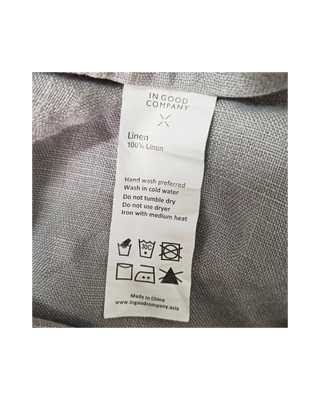 IN GOOD
COMPANY
Linen
100% Linen
Hand wash preferred
Wash in cold water
Do not tumble dry
Do not use dryer
Iron with medium heat
30C
Made in China
www.ingoodcompany.asia